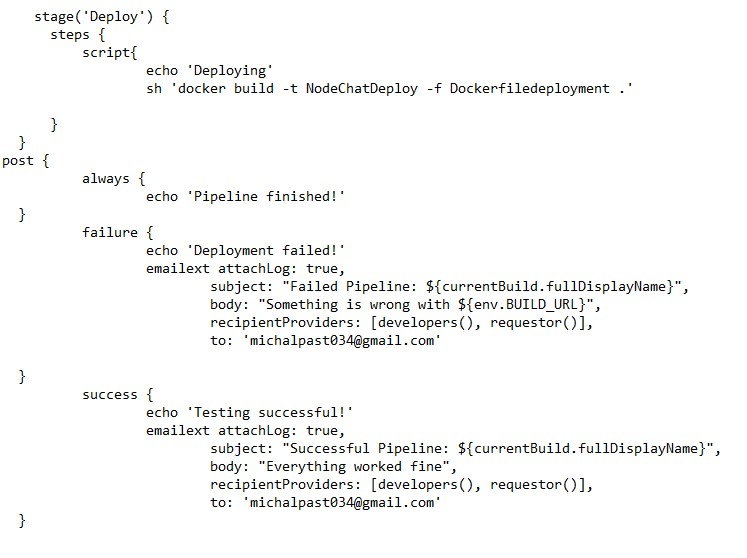 stage('Deploy') {
steps {
script{
echo 'Deploying'
sh 'docker build -t NodeChatDeploy -f Dockerfiledeployment .'
}
}
post {
always {
echo 'Pipeline finished!'
}
failure {
echo 'Deployment failed!'
emailext attachLog: true,
subject: "Failed Pipeline: ${currentBuild.fullDisplayName}",
body: "Something is wrong with ${env.BUILD_URL}",
recipientProviders: [developers(), requestor()],
to: 'michalpast034@gmail.com'
}
success {
echo 'Testing successful!'
emailext attachLog: true,
subject: "Successful Pipeline: ${currentBuild.fullDisplayName}",
body: "Everything worked fine",
recipientProviders: [developers(), requestor()],
to: 'michalpast034@gmail.com'
}